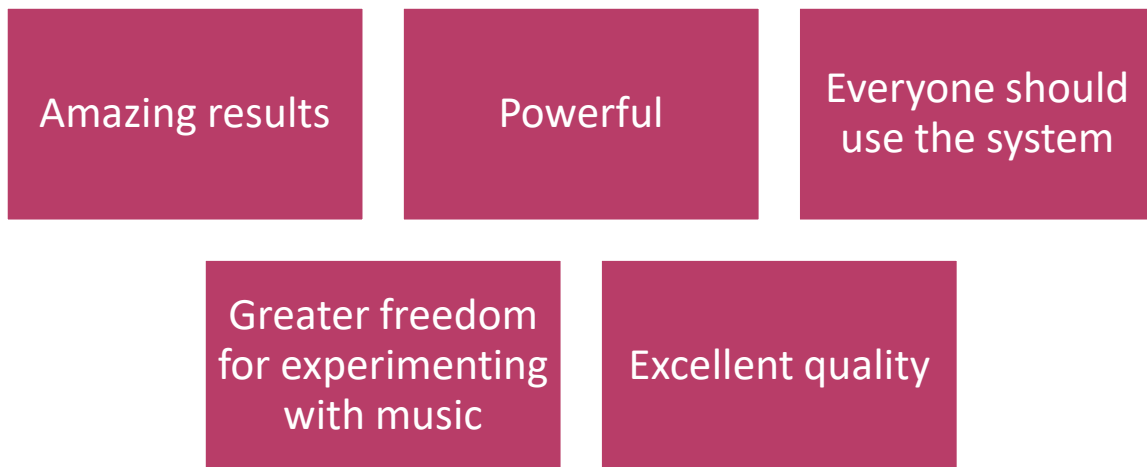 Amazing results
Powerful
Everyone should
use the system
Greater freedom
for experimenting
with music
Excellent quality